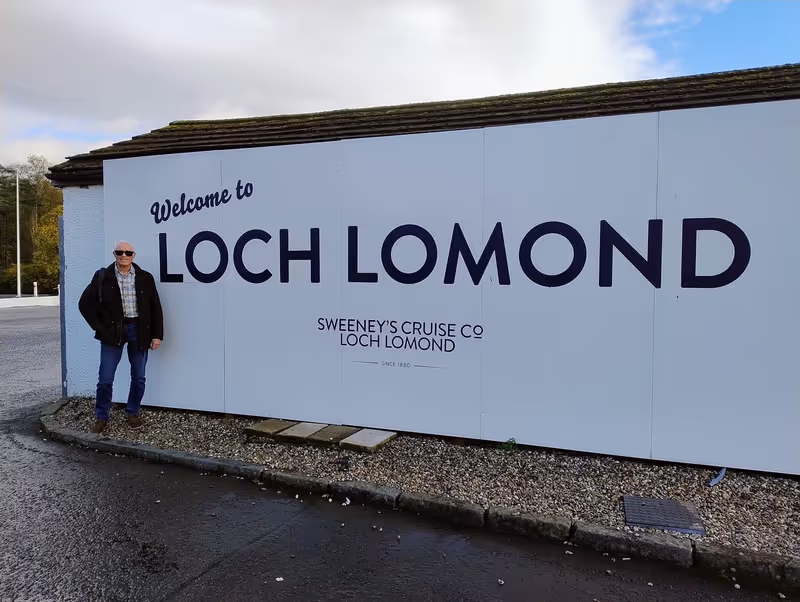 Welcome to
LOCH LOMOND
SWEENEY'S CRUISE CO
LOCH LOMOND
SINCE 1880